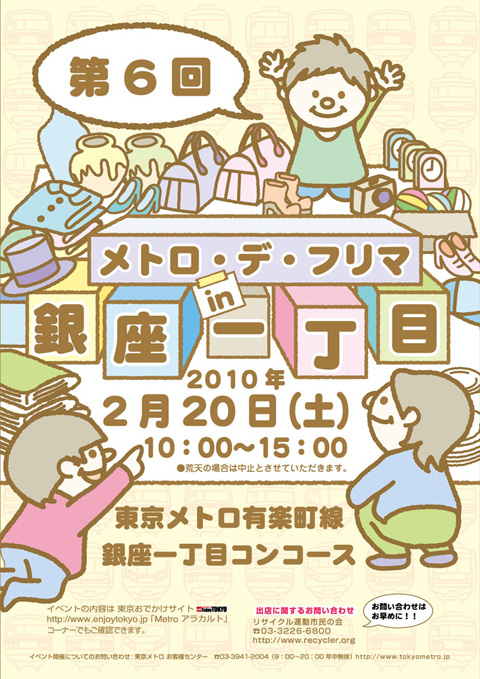 第6回
メトロ・デ・フリマ
in
銀座一丁目
2010年
2月20日(土)
10:00〜15:00
●荒天の場合は中止とさせていただきます。
東京メトロ有楽町線
銀座一丁目コンコース
イベントの内容は 東京おでかけサイト EnjoyTOKYO
http://www.enjoytokyo.jp「Metro アラカルト」
コーナーでもご確認できます。
出店に関するお問い合わせ
リサイクル運動市民の会
☎03-3226-6800
http://www.recycler.org
お問い合わせは
お早めに!!
イベント開催についてのお問い合わせ:東京メトロ お客様センター ☎03-3941-2004(9:00〜20:00 年中無休)http://www.tokyometro.jp